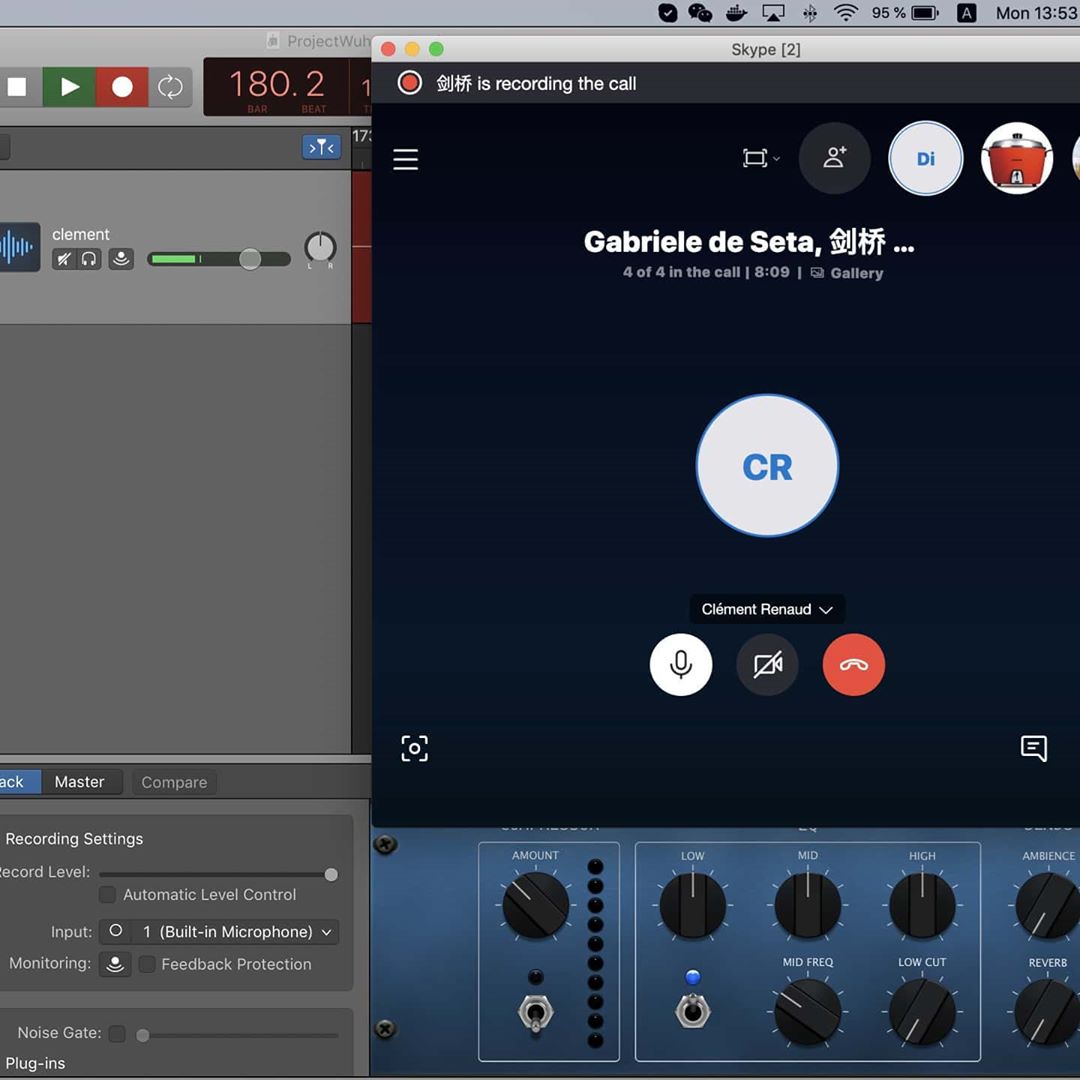 95 %
A
Mon 13:53
ProjectWuh
Skype [2]
180. 2
BAR BEAT
剑桥 is recording the call
173
Di
clement
L R
Gabriele de Seta, 剑桥 ...
4 of 4 in the call | 8:09 | Gallery
CR
Clément Renaud
Master
Compare
Recording Settings
Record Level:
Automatic Level Control
Input: 1 (Built-in Microphone)
Monitoring: Feedback Protection
Noise Gate:
Plug-ins
AMOUNT
LOW
MID
HIGH
AMBIENCE
MID FREQ
LOW CUT
REVERB